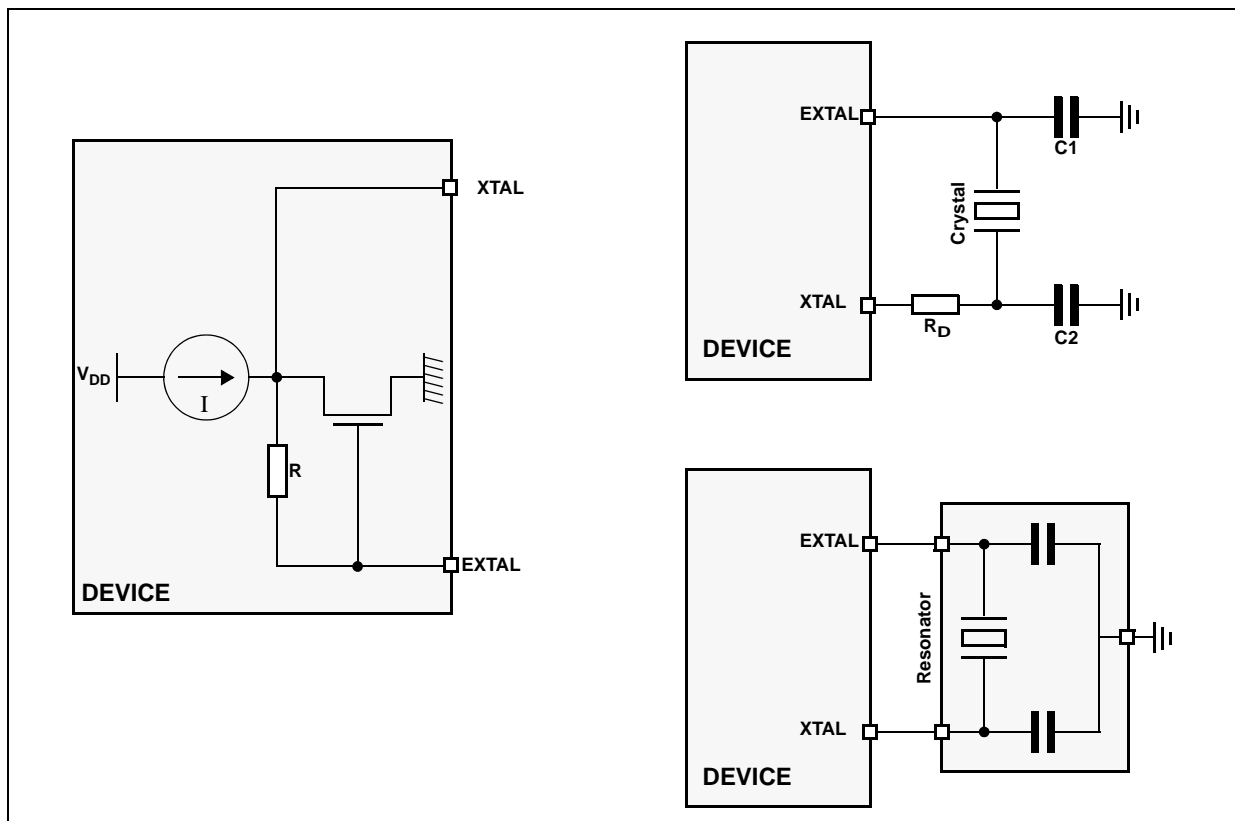 XTAL
VDD
I
R
EXTAL
DEVICE
EXTAL
C1
Crystal
XTAL
RD
C2
DEVICE
EXTAL
Resonator
XTAL
DEVICE